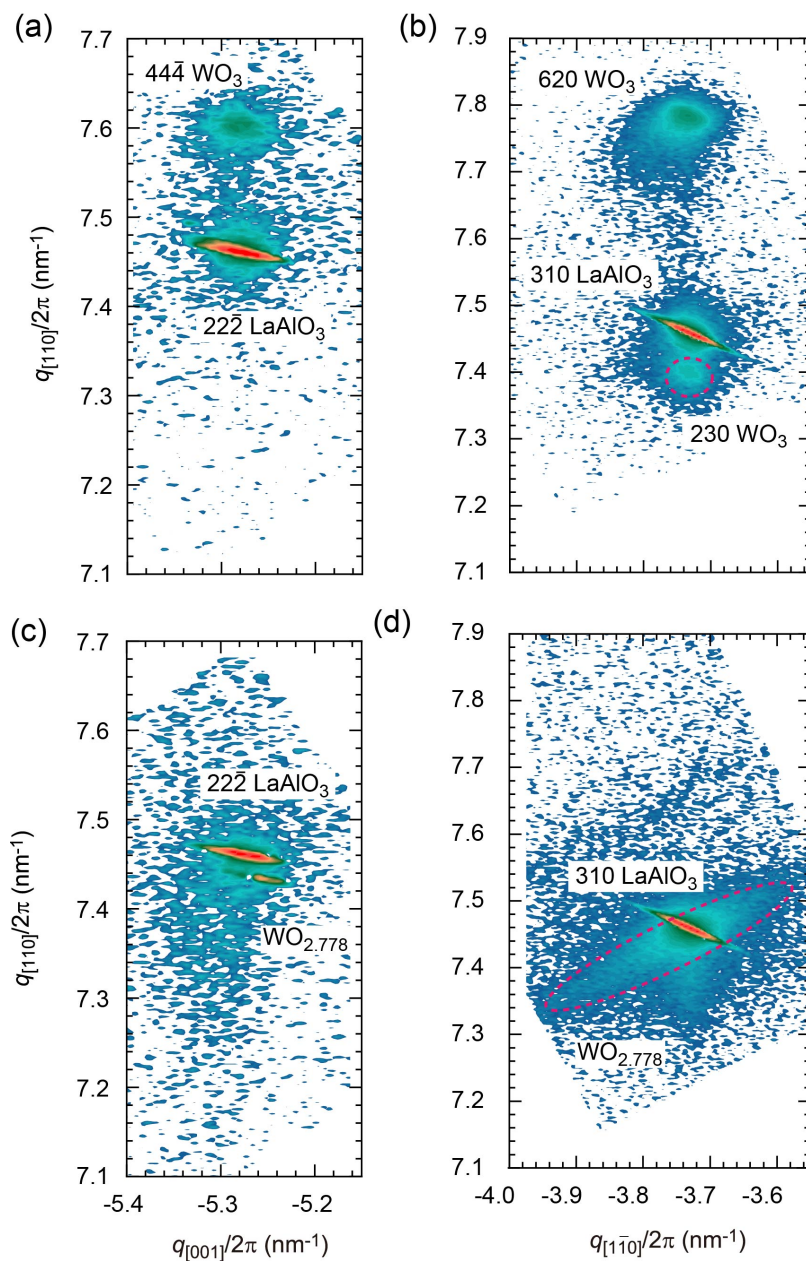 (a)
7.7
7.6
7.5
7.4
7.3
7.2
7.1
q[110]/2π (nm-1)
444̄ WO3
222̄ LaAlO3
(b)
7.9
7.8
7.7
7.6
7.5
7.4
7.3
7.2
7.1
620 WO3
310 LaAlO3
230 WO3
(c)
7.7
7.6
7.5
7.4
7.3
7.2
7.1
q[110]/2π (nm-1)
222̄ LaAlO3
WO2.778
-5.4 -5.3 -5.2
q[001]/2π (nm-1)
(d)
7.9
7.8
7.7
7.6
7.5
7.4
7.3
7.2
7.1
310 LaAlO3
WO2.778
-4.0 -3.9 -3.8 -3.7 -3.6
q[11̄0]/2π (nm-1)